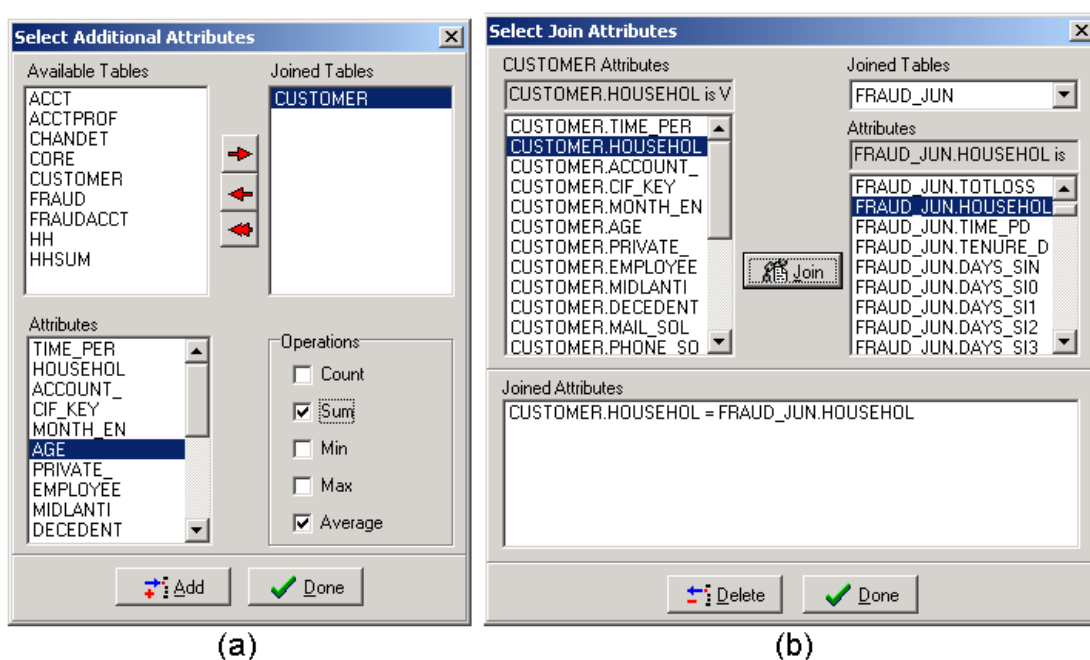 Select Additional Attributes
Available Tables
ACCT
ACCTPROF
CHANDET
CORE
CUSTOMER
FRAUD
FRAUDACCT
HH
HHSUM
Joined Tables
CUSTOMER
Attributes
TIME_PER
HOUSEHOL
ACCOUNT_
CIF_KEY
MONTH_EN
AGE
PRIVATE_
EMPLOYEE
MIDLANTI
DECEDENT
Operations
Count
Sum
Min
Max
Average
Add
Done
(a)
Select Join Attributes
CUSTOMER Attributes
CUSTOMER.HOUSEHOL is V
CUSTOMER.TIME_PER
CUSTOMER.HOUSEHOL
CUSTOMER.ACCOUNT_
CUSTOMER.CIF_KEY
CUSTOMER.MONTH_EN
CUSTOMER.AGE
CUSTOMER.PRIVATE_
CUSTOMER.EMPLOYEE
CUSTOMER.MIDLANTI
CUSTOMER.DECEDENT
CUSTOMER.MAIL_SOL
CUSTOMER.PHONE_SO
Join
Joined Tables
FRAUD_JUN
Attributes
FRAUD_JUN.HOUSEHOL is
FRAUD_JUN.TOTLOSS
FRAUD_JUN.HOUSEHOL
FRAUD_JUN.TIME_PD
FRAUD_JUN.TENURE_D
FRAUD_JUN.DAYS_SIN
FRAUD_JUN.DAYS_SI0
FRAUD_JUN.DAYS_SI1
FRAUD_JUN.DAYS_SI2
FRAUD_JUN.DAYS_SI3
Joined Attributes
CUSTOMER.HOUSEHOL = FRAUD_JUN.HOUSEHOL
Delete
Done
(b)